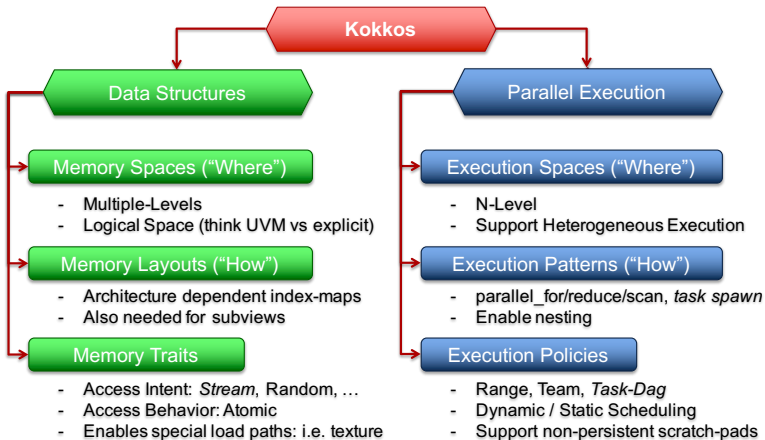 Kokkos
Data Structures
Memory Spaces (“Where”)
- Multiple-Levels
- Logical Space (think UVM vs explicit)
Memory Layouts (“How”)
- Architecture dependent index-maps
- Also needed for subviews
Memory Traits
- Access Intent: Stream, Random, …
- Access Behavior: Atomic
- Enables special load paths: i.e. texture
Parallel Execution
Execution Spaces (“Where”)
- N-Level
- Support Heterogeneous Execution
Execution Patterns (“How”)
- parallel_for/reduce/scan, task spawn
- Enable nesting
Execution Policies
- Range, Team, Task-Dag
- Dynamic / Static Scheduling
- Support non-persistent scratch-pads